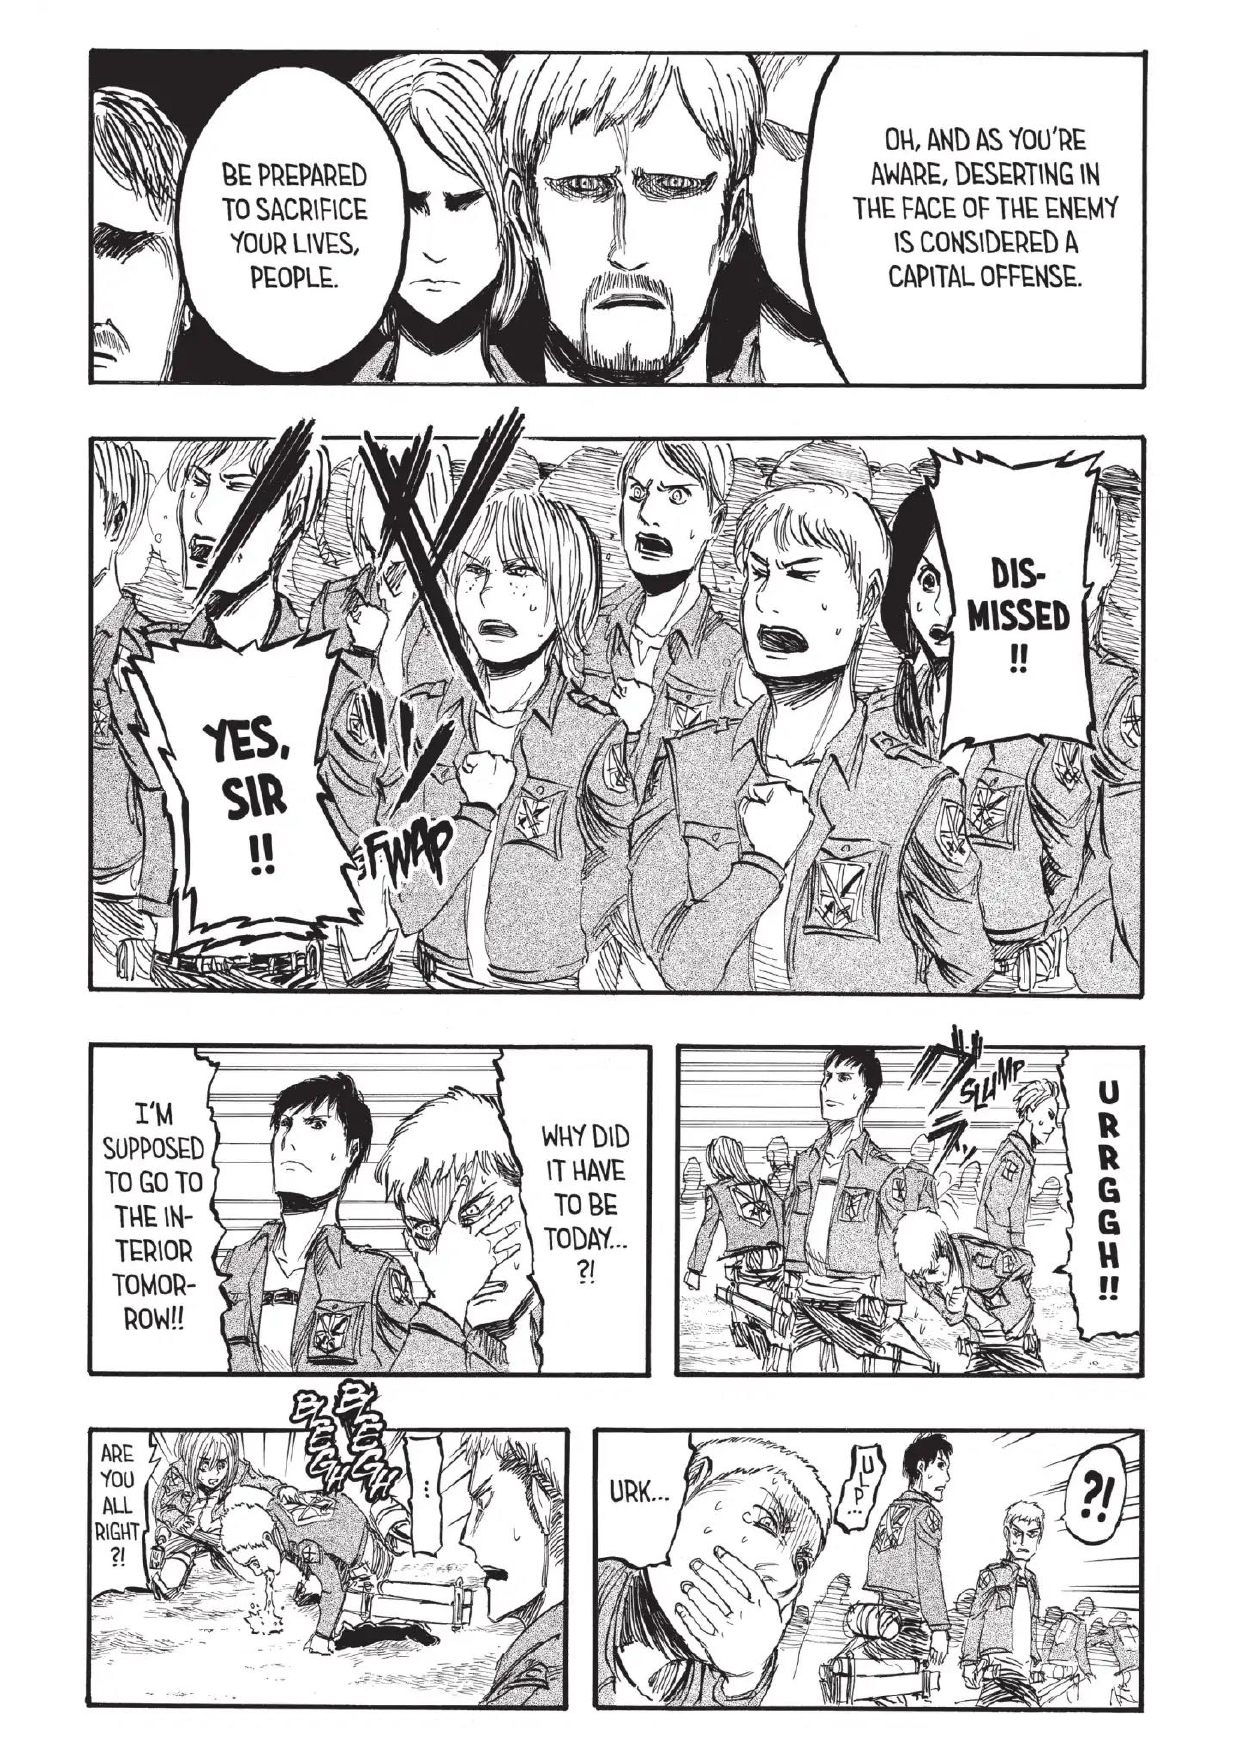 OH, AND AS YOU'RE
AWARE, DESERTING IN
THE FACE OF THE ENEMY
IS CONSIDERED A
CAPITAL OFFENSE.
BE PREPARED
TO SACRIFICE
YOUR LIVES,
PEOPLE.
DIS-
MISSED
!!
YES,
SIR
!!
FWAP
URRGGH!!
SLUMP
WHY DID
IT HAVE
TO BE
TODAY...
?!
I'M
SUPPOSED
TO GO TO
THE IN-
TERIOR
TOMOR-
ROW!!
?!
ULP...
URK...
...
BLEGH
BLEGH
ARE
YOU
ALL
RIGHT
?!